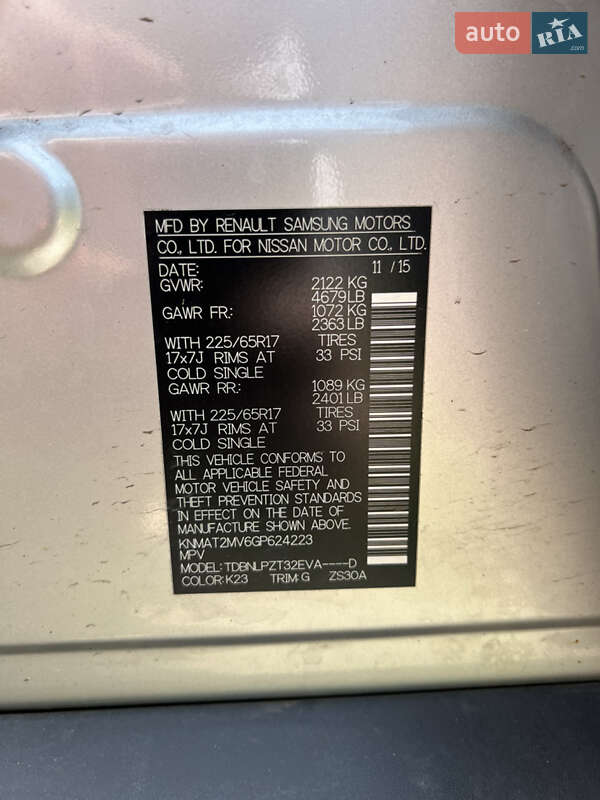 auto RIA .com
MFD BY RENAULT SAMSUNG MOTORS
CO., LTD. FOR NISSAN MOTOR CO., LTD.
DATE: 11 / 15
GVWR: 2122 KG
4679LB
GAWR FR: 1072 KG
2363LB
WITH 225/65R17 TIRES
17x7J RIMS AT 33 PSI
COLD SINGLE
GAWR RR: 1089 KG
2401LB
WITH 225/65R17 TIRES
17x7J RIMS AT 33 PSI
COLD SINGLE
THIS VEHICLE CONFORMS TO
ALL APPLICABLE FEDERAL
MOTOR VEHICLE SAFETY AND
THEFT PREVENTION STANDARDS
IN EFFECT ON THE DATE OF
MANUFACTURE SHOWN ABOVE.
KNMAT2MV6GP624223
MPV
MODEL: TDBNLPZT32EVA----D
COLOR: K23 TRIM: G ZS30A